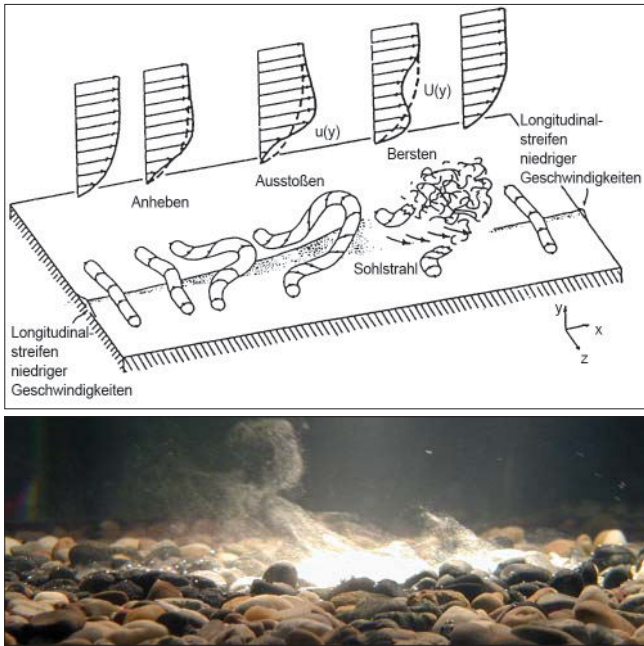 U(y)
u(y)
Longitudinal-
streifen
niedriger
Geschwindigkeiten
Bersten
Ausstoßen
Anheben
Sohlstrahl
Longitudinal-
streifen
niedriger
Geschwindigkeiten
y
x
z